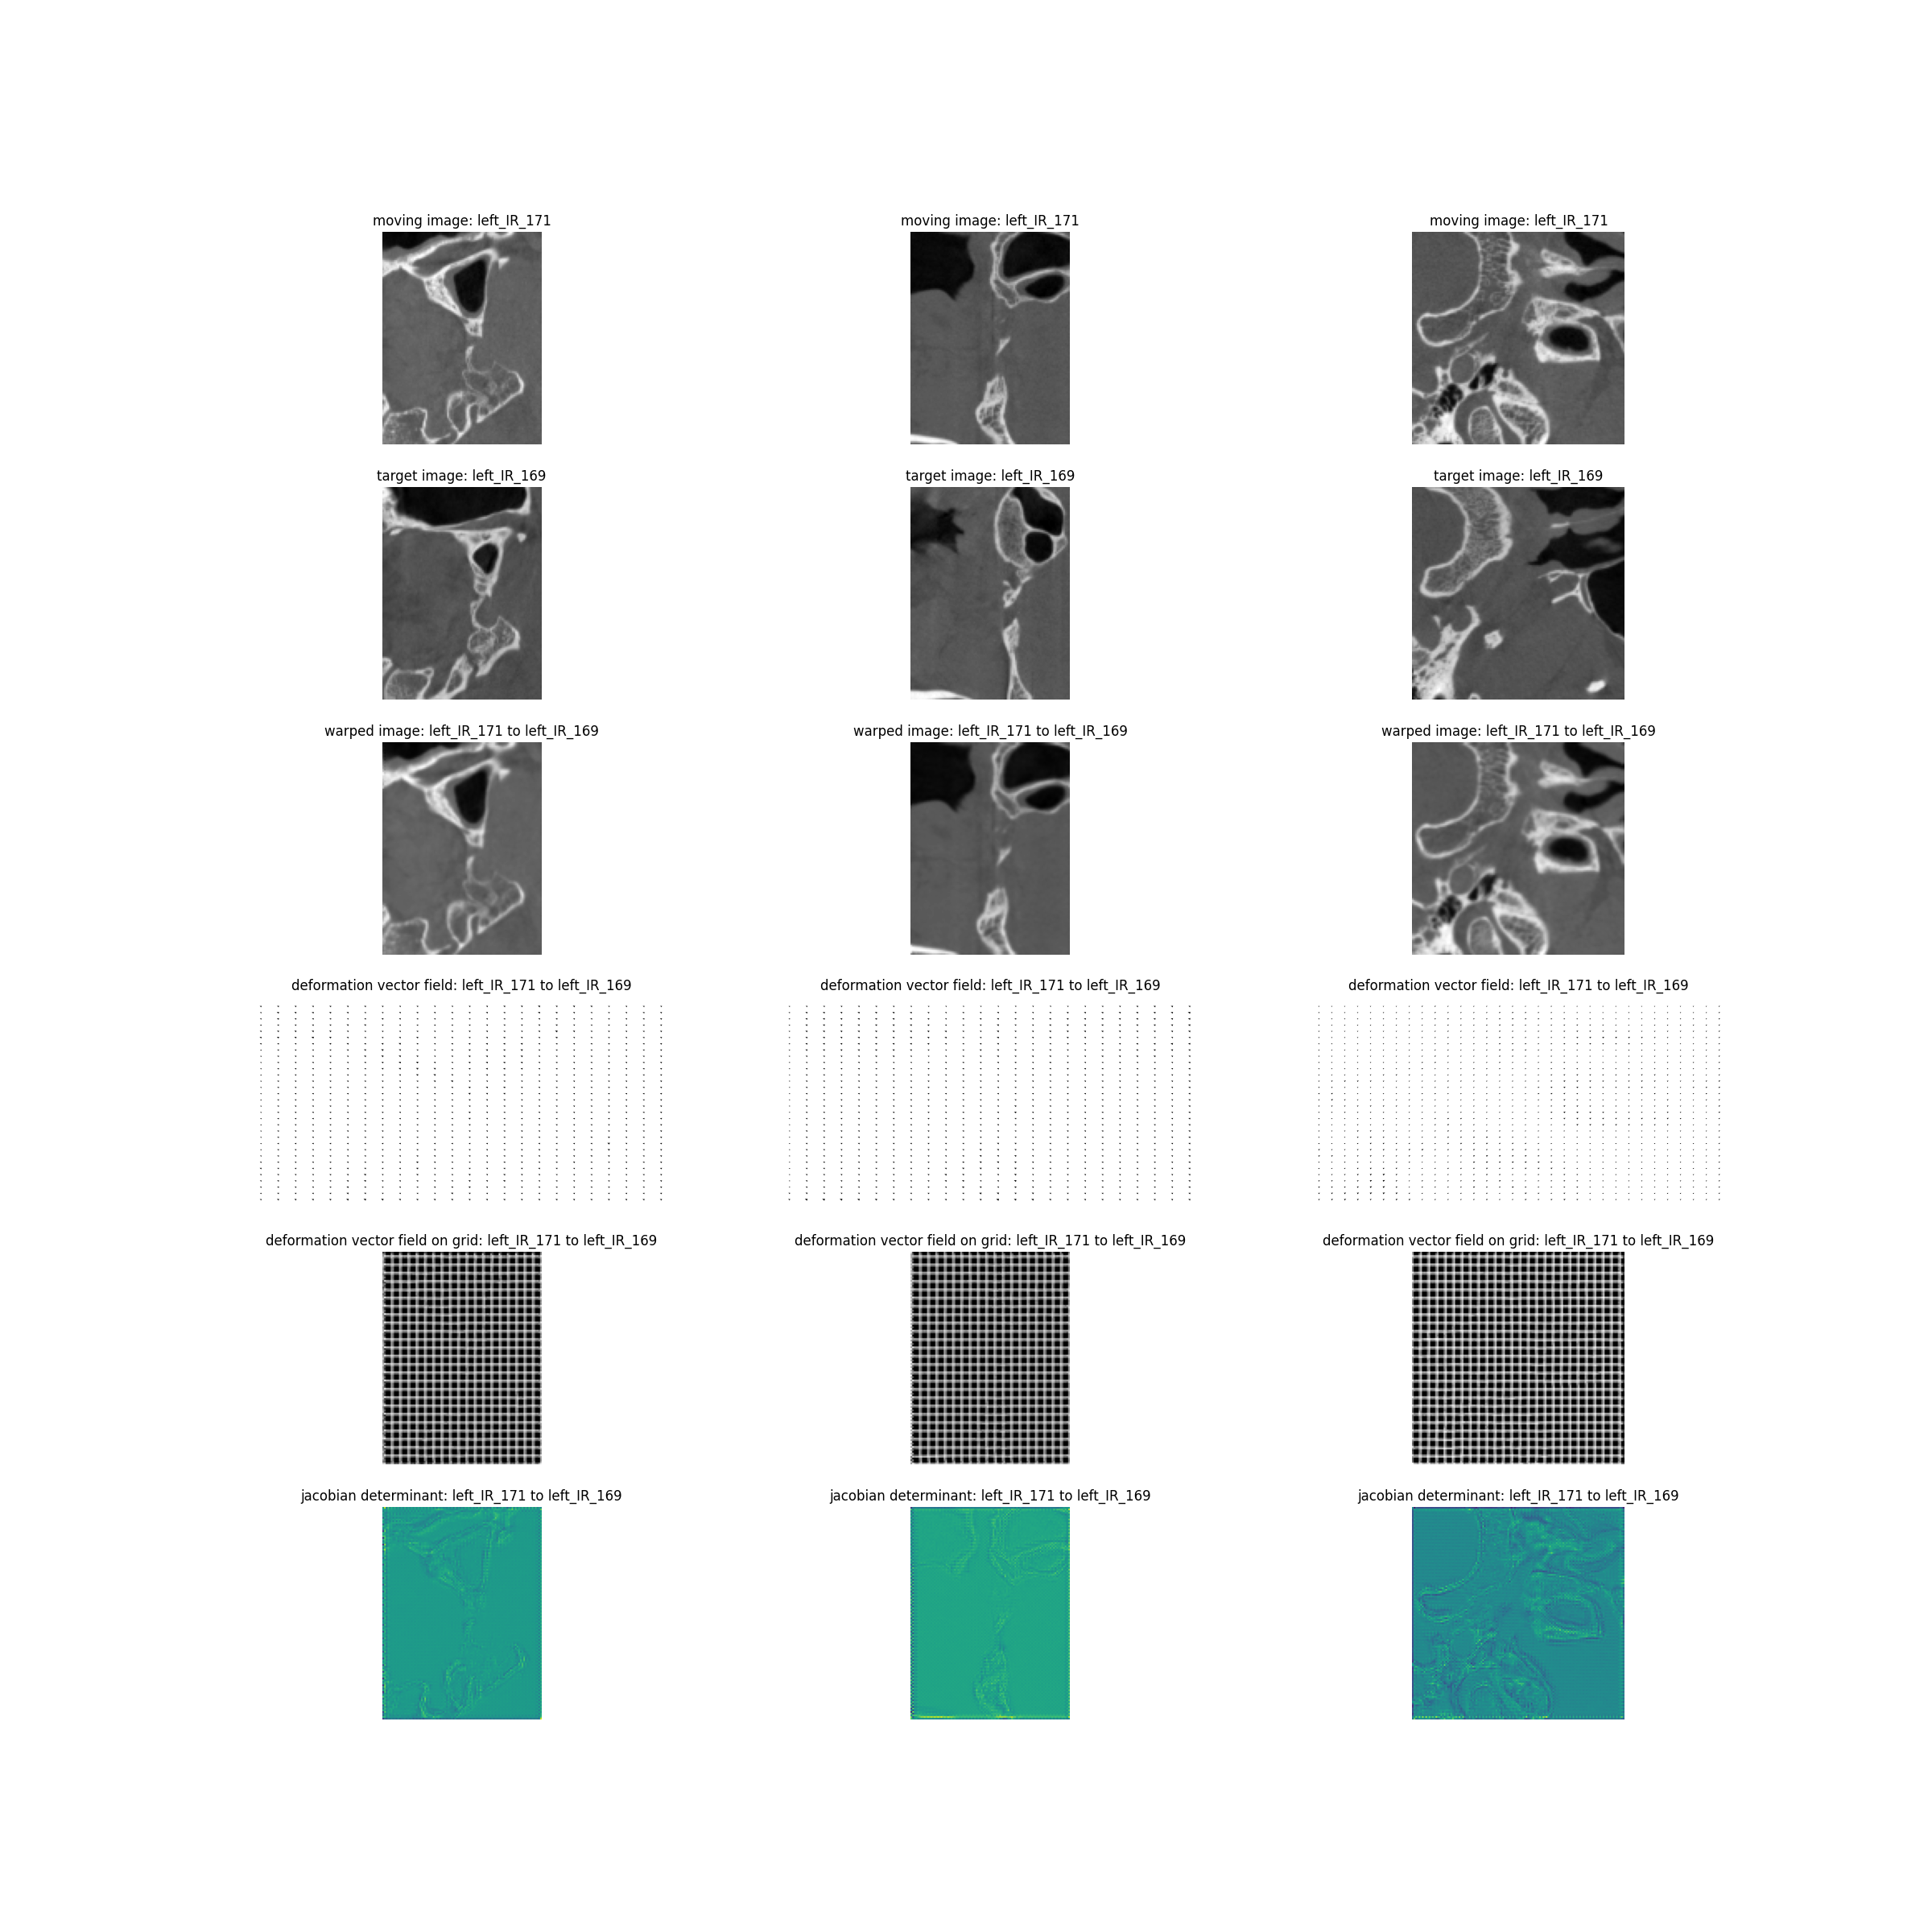 moving image: left_IR_171
moving image: left_IR_171
moving image: left_IR_171
target image: left_IR_169
target image: left_IR_169
target image: left_IR_169
warped image: left_IR_171 to left_IR_169
warped image: left_IR_171 to left_IR_169
warped image: left_IR_171 to left_IR_169
deformation vector field: left_IR_171 to left_IR_169
deformation vector field: left_IR_171 to left_IR_169
deformation vector field: left_IR_171 to left_IR_169
deformation vector field on grid: left_IR_171 to left_IR_169
deformation vector field on grid: left_IR_171 to left_IR_169
deformation vector field on grid: left_IR_171 to left_IR_169
jacobian determinant: left_IR_171 to left_IR_169
jacobian determinant: left_IR_171 to left_IR_169
jacobian determinant: left_IR_171 to left_IR_169